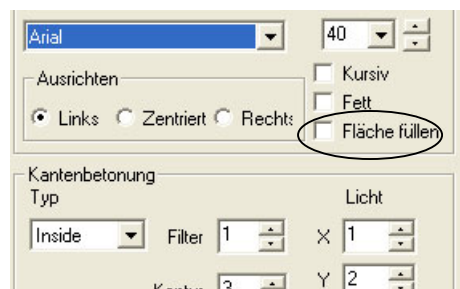 Arial 40
Ausrichten Kursiv
Links Zentriert Rechts Fett
Fläche füllen
Kantenbetonung
Typ Licht
Inside Filter 1 X 1
3 Y 2